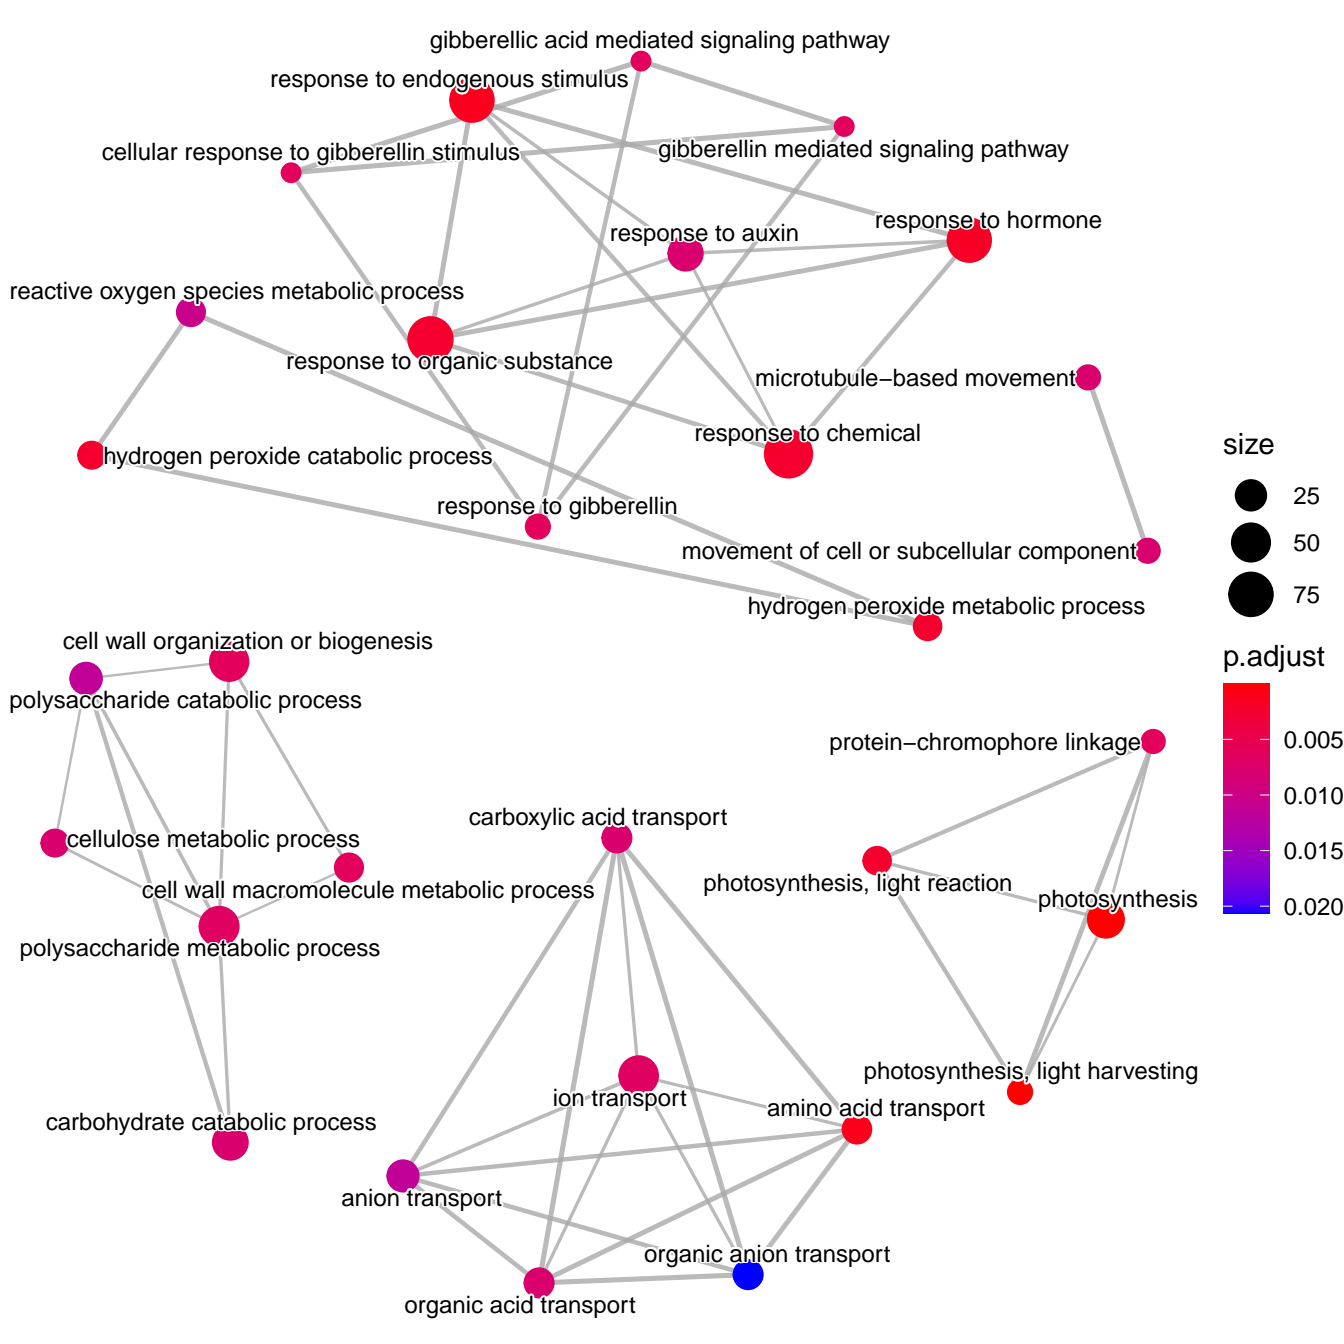 gibberellic acid mediated signaling pathway
response to endogenous stimulus
cellular response to gibberellin stimulus
gibberellin mediated signaling pathway
response to hormone
response to auxin
reactive oxygen species metabolic process
response to organic substance
microtubule−based movement
response to chemical
hydrogen peroxide catabolic process
response to gibberellin
movement of cell or subcellular component
hydrogen peroxide metabolic process
size
25
50
75
p.adjust
0.005
0.010
0.015
0.020
cell wall organization or biogenesis
polysaccharide catabolic process
protein−chromophore linkage
carboxylic acid transport
cellulose metabolic process
cell wall macromolecule metabolic process
photosynthesis, light reaction
photosynthesis
polysaccharide metabolic process
photosynthesis, light harvesting
ion transport
amino acid transport
carbohydrate catabolic process
anion transport
organic anion transport
organic acid transport